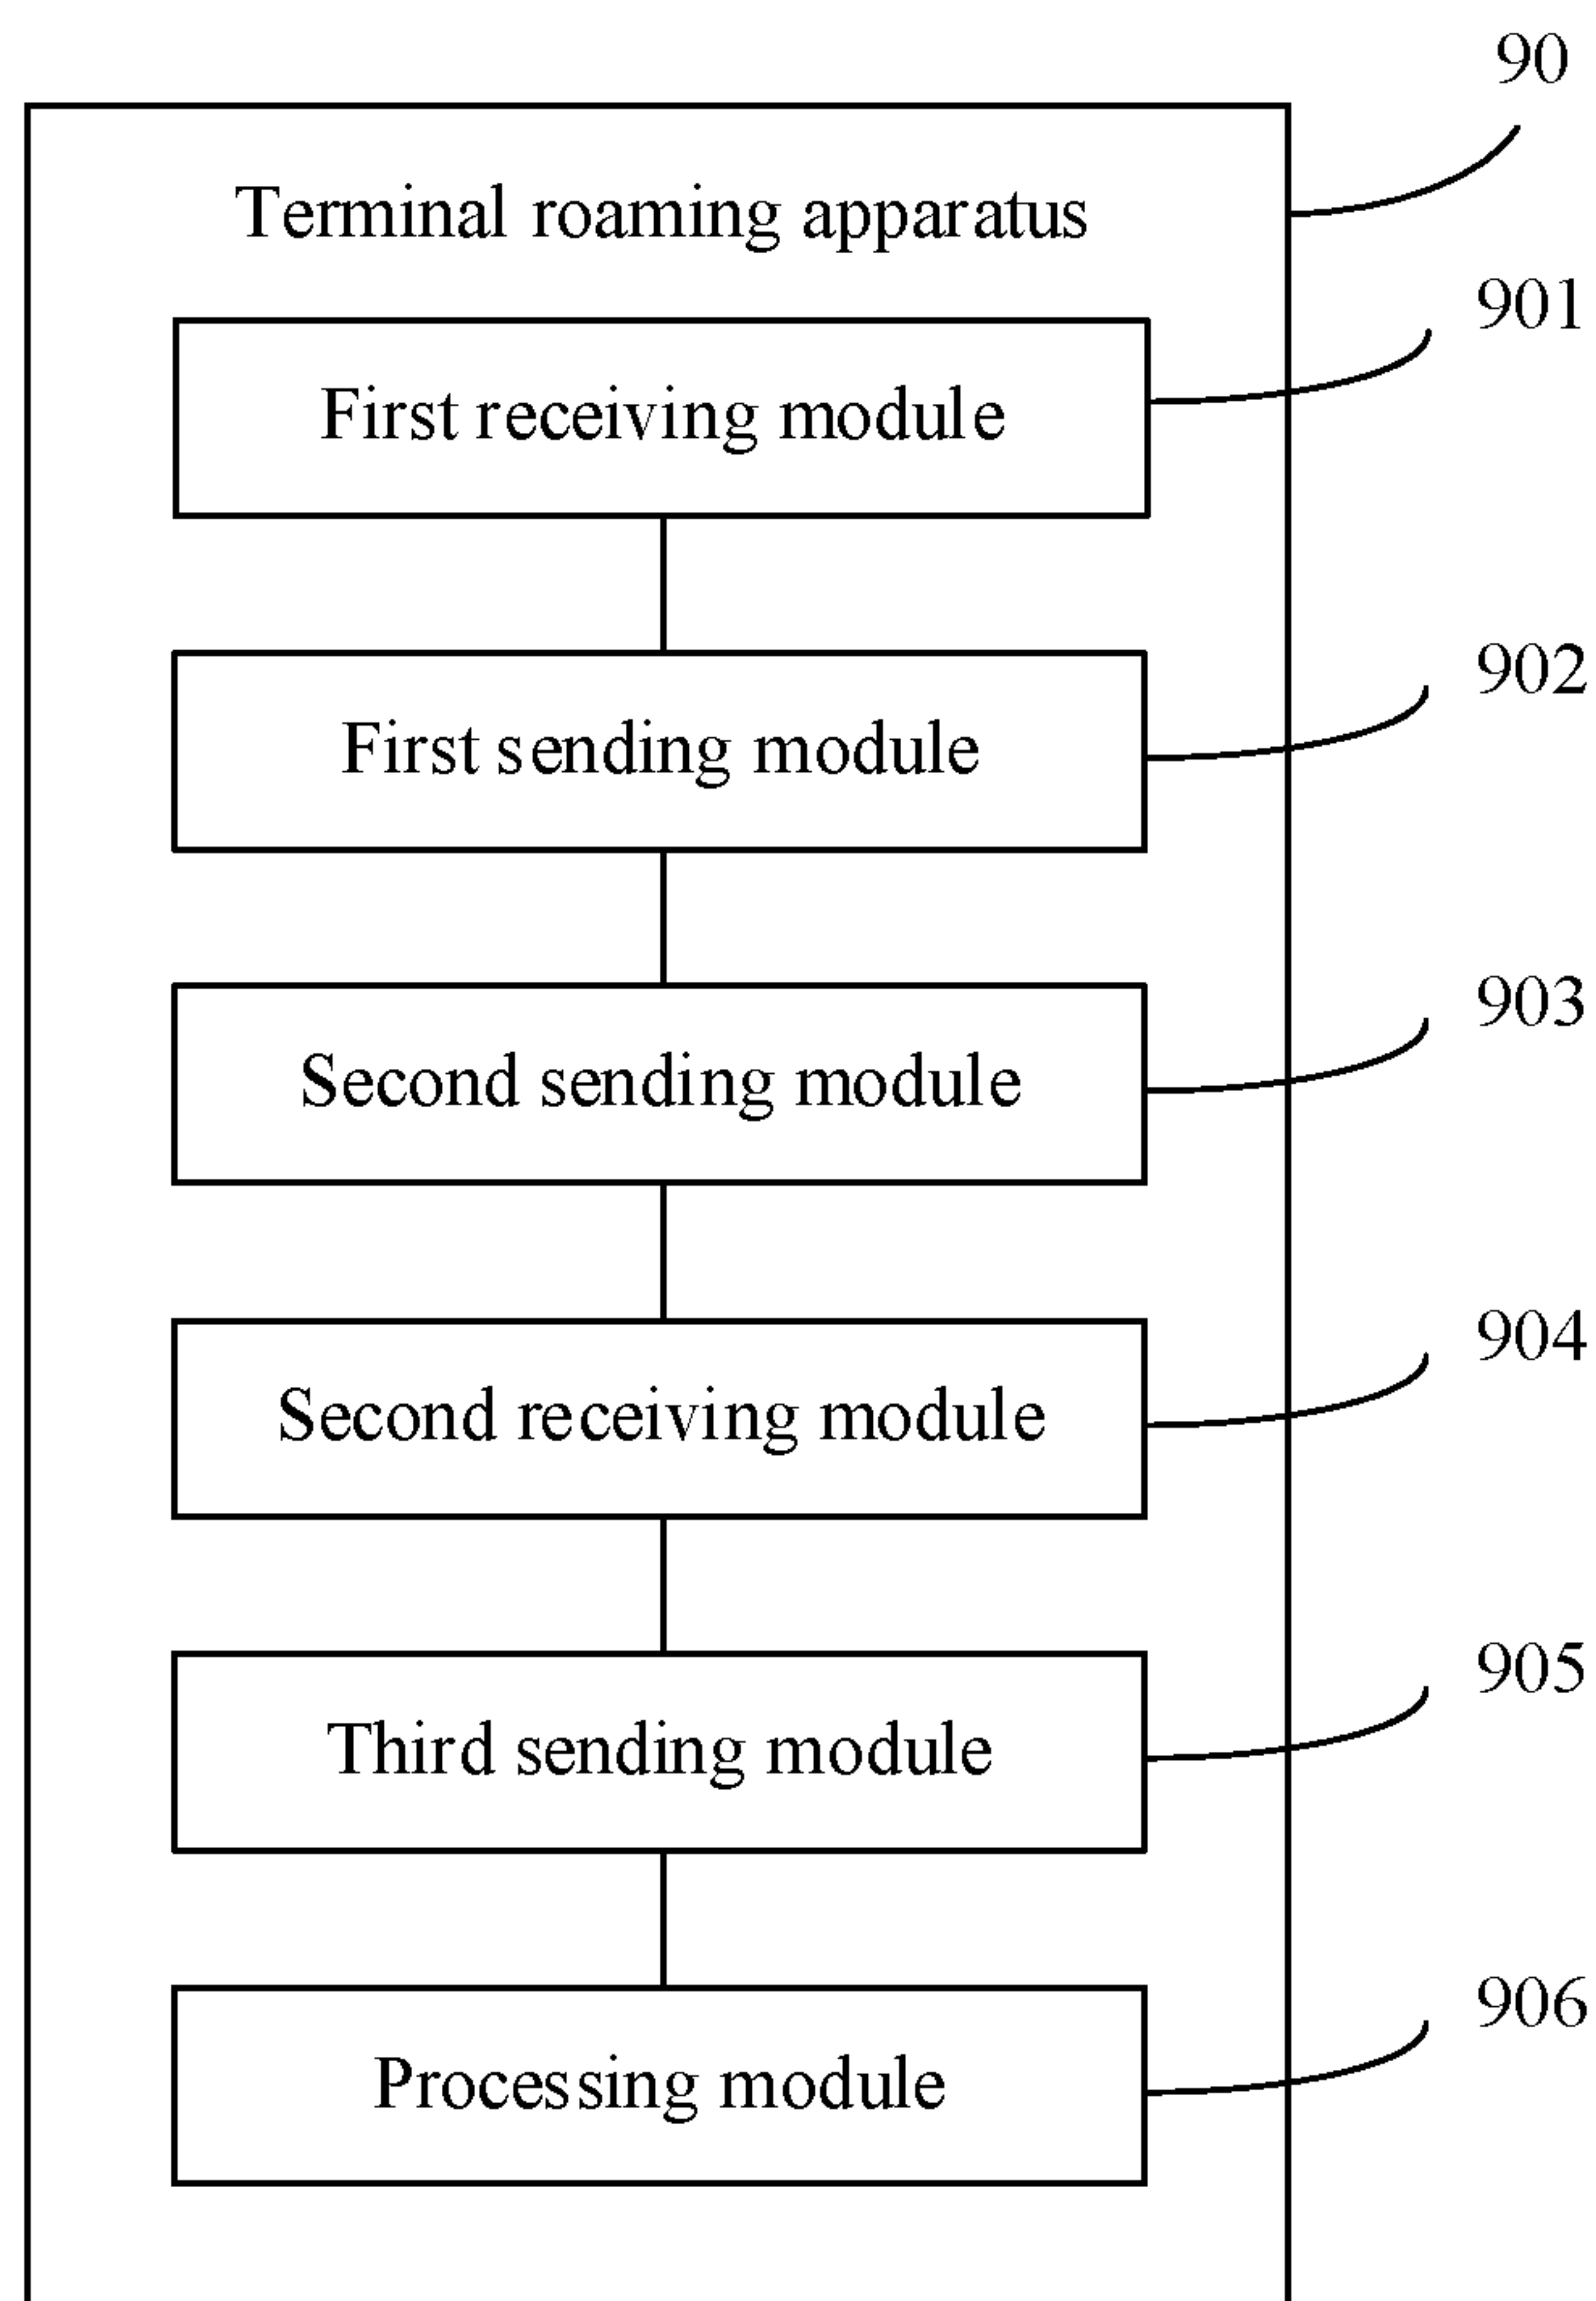 90
Terminal roaming apparatus
901
First receiving module
902
First sending module
903
Second sending module
904
Second receiving module
905
Third sending module
906
Processing module